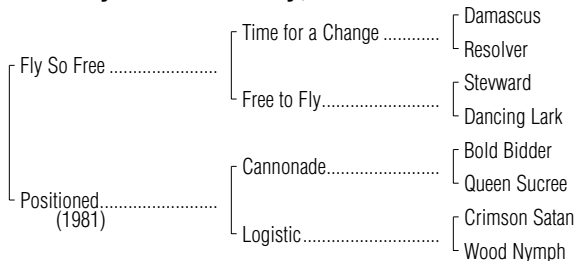 Damascus
Time for a Change ............
Resolver
Fly So Free ......................
Stevward
Free to Fly........................
Dancing Lark
Bold Bidder
Cannonade.......................
Queen Sucree
Positioned........................
(1981)
Crimson Satan
Logistic............................
Wood Nymph